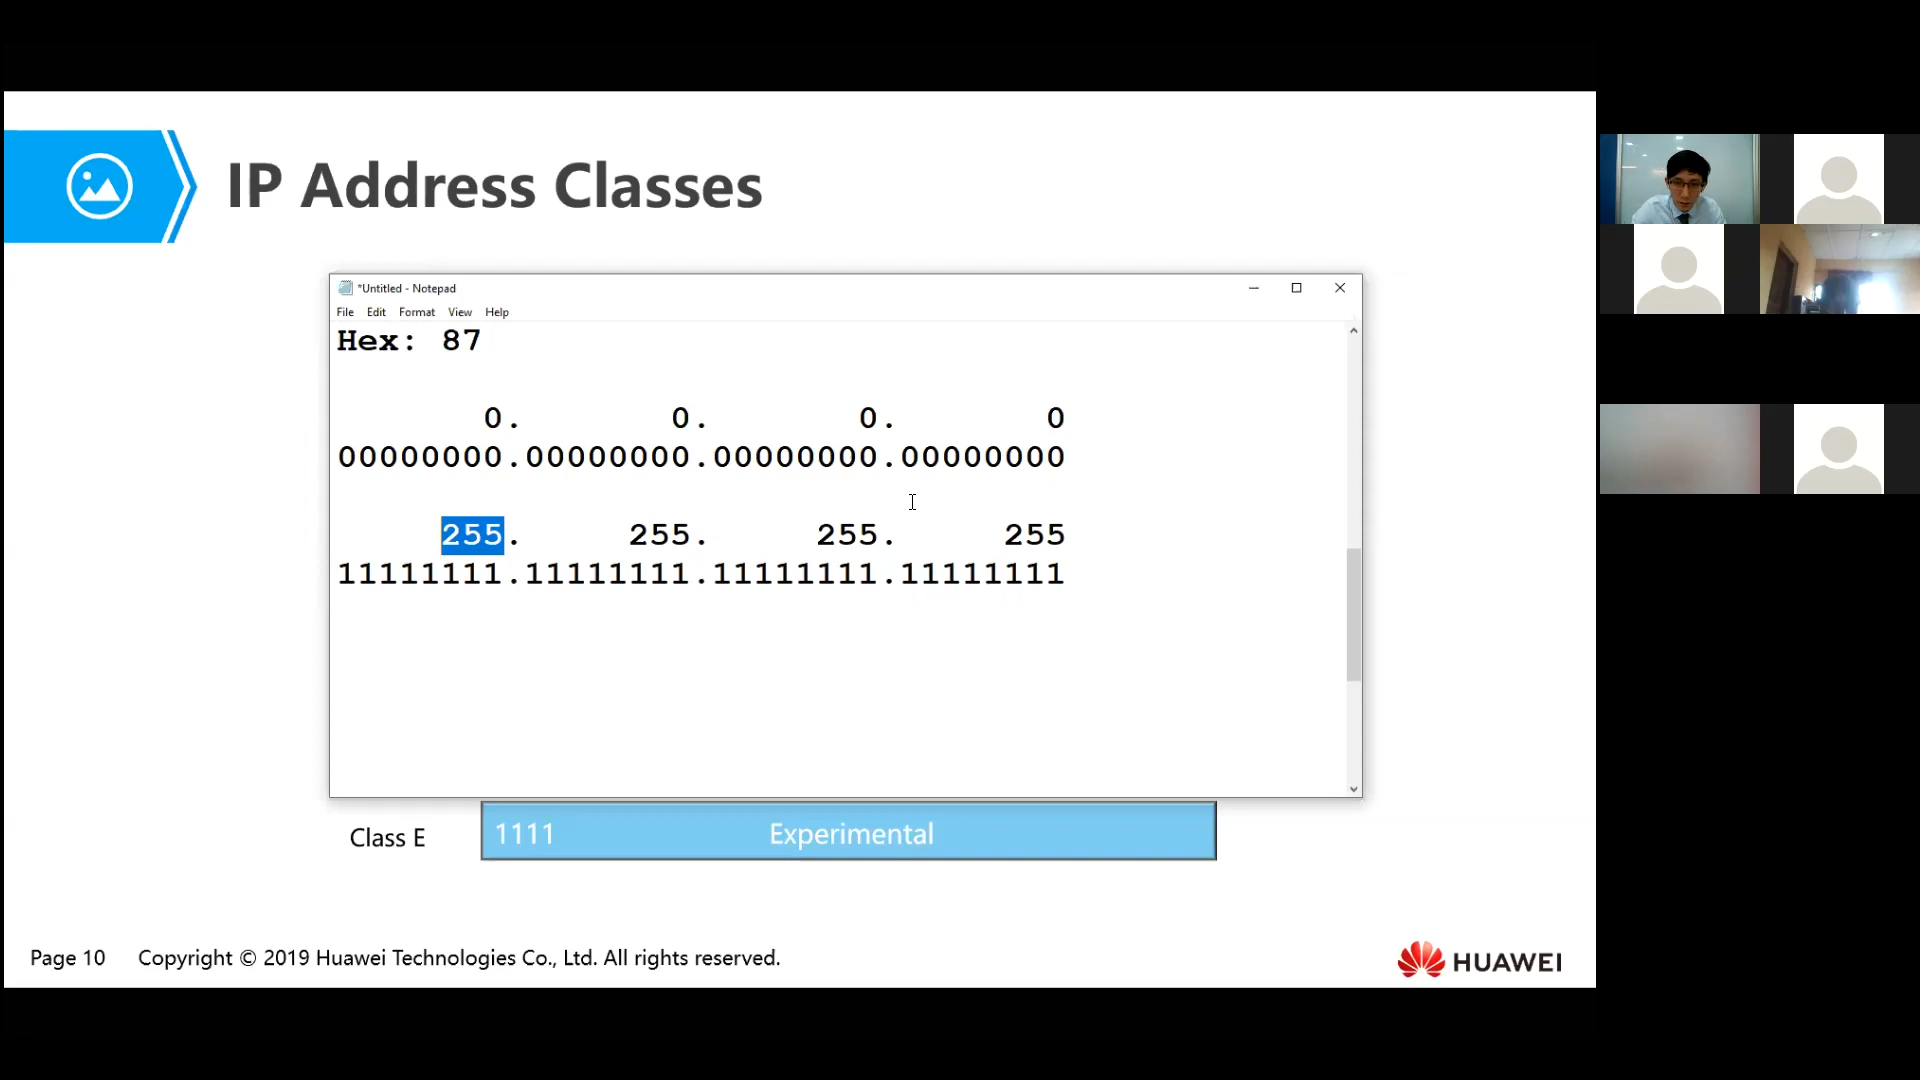 IP Address Classes
*Untitled - Notepad
File Edit Format View Help
Hex: 87
0. 0. 0. 0
00000000.00000000.00000000.00000000
255. 255. 255. 255
11111111.11111111.11111111.11111111
Class E 1111 Experimental
Page 10 Copyright © 2019 Huawei Technologies Co., Ltd. All rights reserved.
HUAWEI